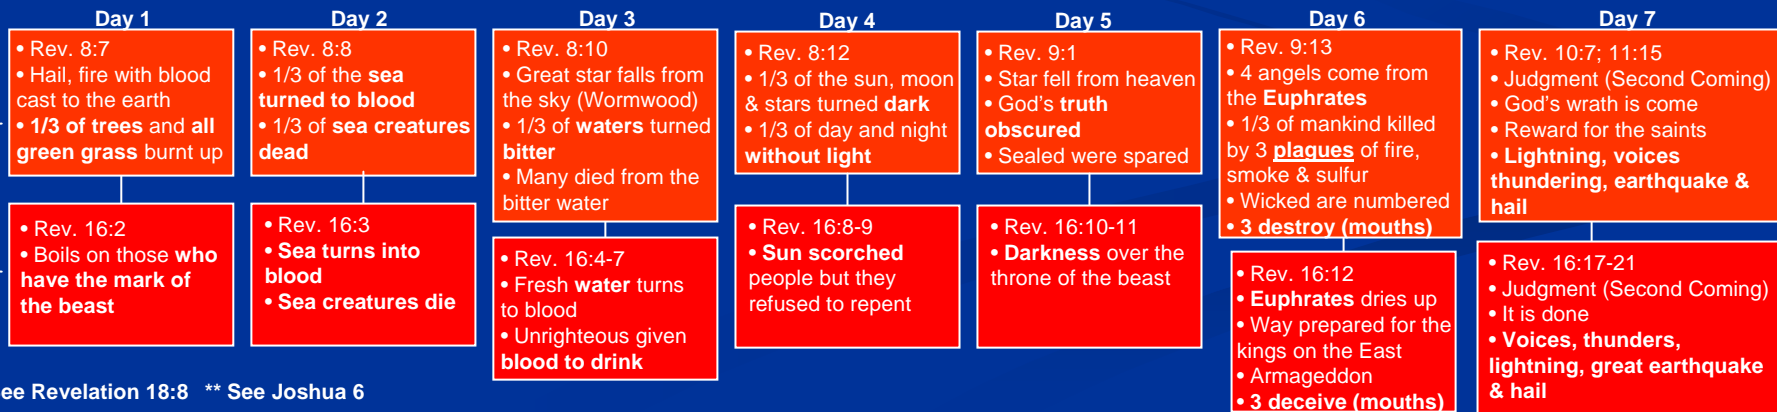 Day 1
• Rev. 8:7
• Hail, fire with blood
cast to the earth
• 1/3 of trees and all
green grass burnt up
• Rev. 16:2
• Boils on those who
have the mark of
the beast
Day 2
• Rev. 8:8
• 1/3 of the sea
turned to blood
• 1/3 of sea creatures
dead
• Rev. 16:3
• Sea turns into
blood
• Sea creatures die
Day 3
• Rev. 8:10
• Great star falls from
the sky (Wormwood)
• 1/3 of waters turned
bitter
• Many died from the
bitter water
• Rev. 16:4-7
• Fresh water turns
to blood
• Unrighteous given
blood to drink
Day 4
• Rev. 8:12
• 1/3 of the sun, moon
& stars turned dark
• 1/3 of day and night
without light
• Rev. 16:8-9
• Sun scorched
people but they
refused to repent
Day 5
• Rev. 9:1
• Star fell from heaven
• God's truth
obscured
• Sealed were spared
• Rev. 16:10-11
• Darkness over the
throne of the beast
Day 6
• Rev. 9:13
• 4 angels come from
the Euphrates
• 1/3 of mankind killed
by 3 plagues of fire,
smoke & sulfur
• Wicked are numbered
• 3 destroy (mouths)
• Rev. 16:12
• Euphrates dries up
• Way prepared for the
kings on the East
• Armageddon
• 3 deceive (mouths)
Day 7
• Rev. 10:7; 11:15
• Judgment (Second Coming)
• God's wrath is come
• Reward for the saints
• Lightning, voices
thundering, earthquake &
hail
• Rev. 16:17-21
• Judgment (Second Coming)
• It is done
• Voices, thunders,
lightning, great earthquake
& hail
ee Revelation 18:8 ** See Joshua 6